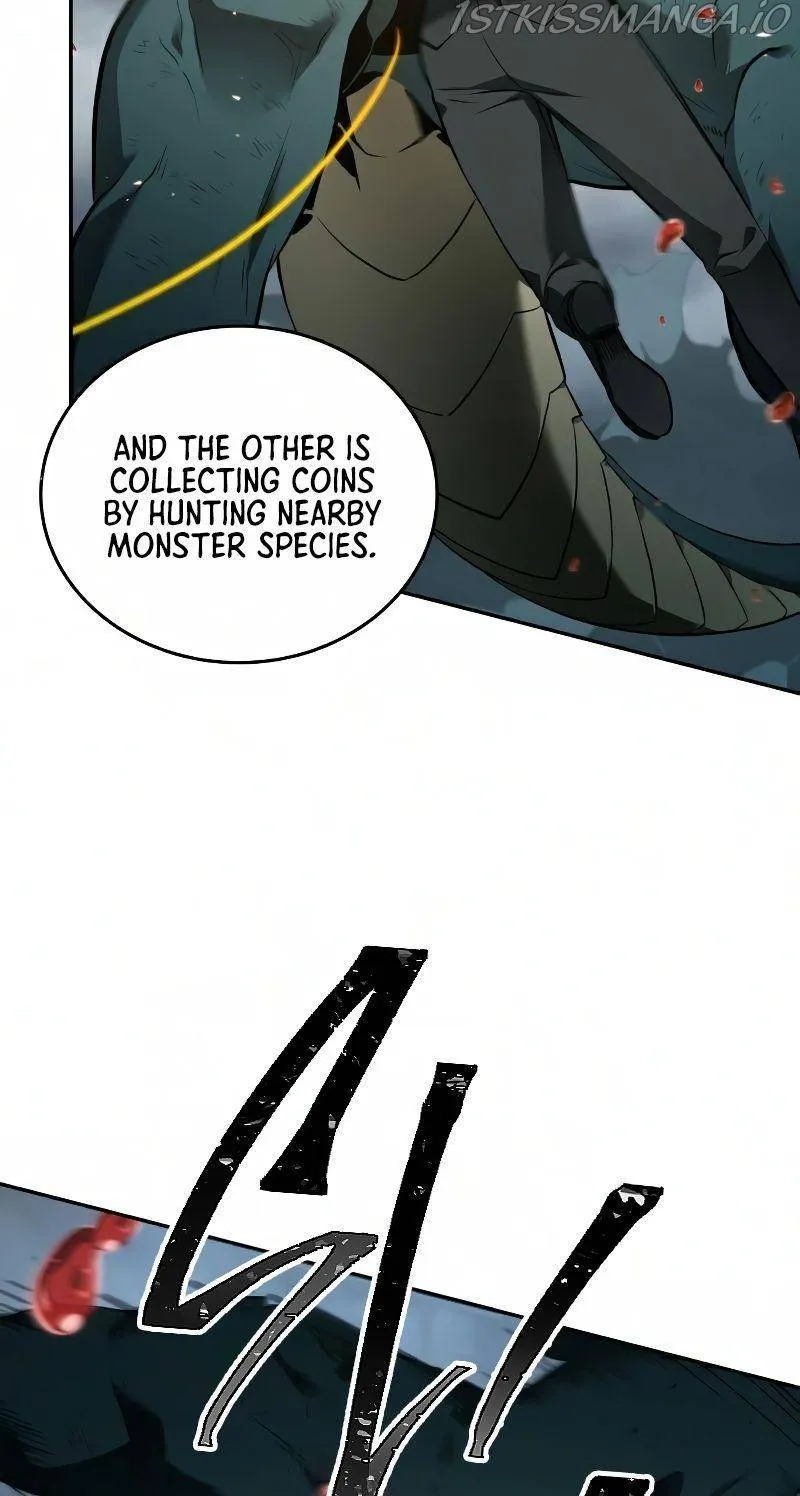 1STKISSMANGA.IO
AND THE OTHER IS
COLLECTING COINS
BY HUNTING NEARBY
MONSTER SPECIES.